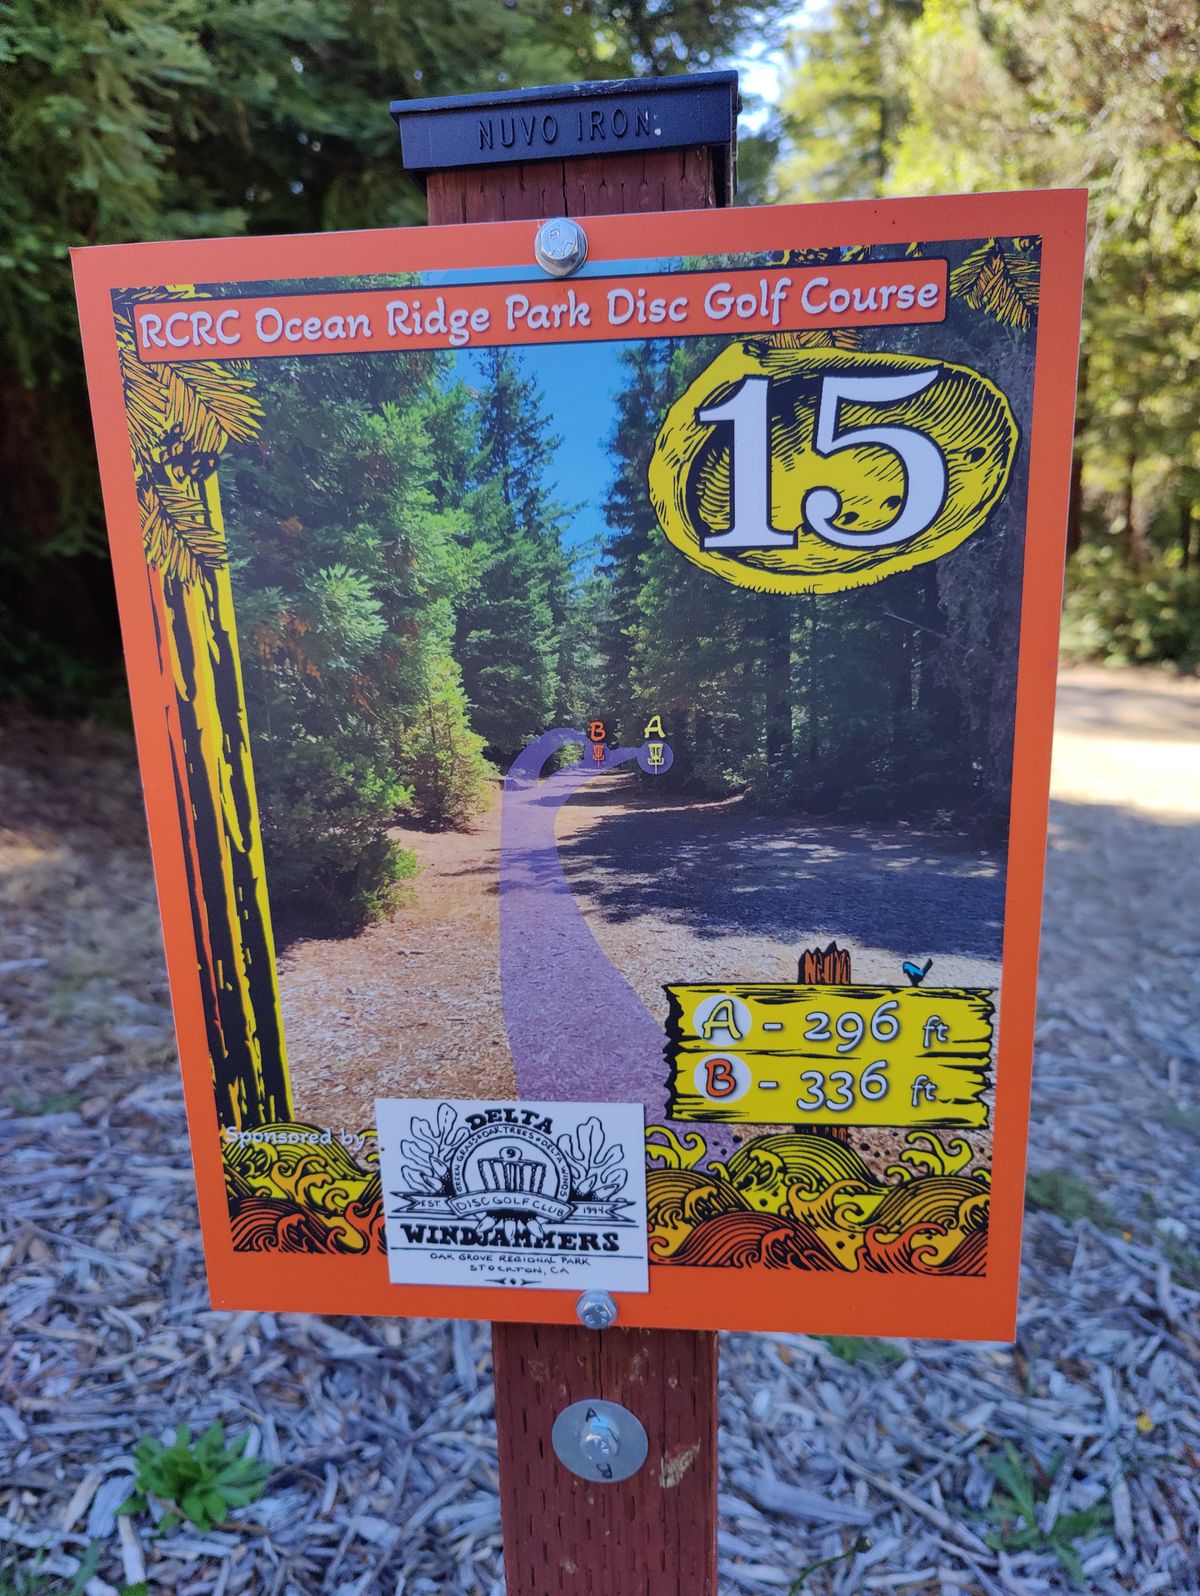 NUVO IRON
RCRC Ocean Ridge Park Disc Golf Course
15
B
A
A - 296 ft
B - 336 ft
Sponsored by
DELTA
GREEN GRASS • OAK TREES • DELTA WINDS
9
EST. DISC GOLF CLUB 1994
WINDJAMMERS
OAK GROVE REGIONAL PARK
STOCKTON, CA
A
B